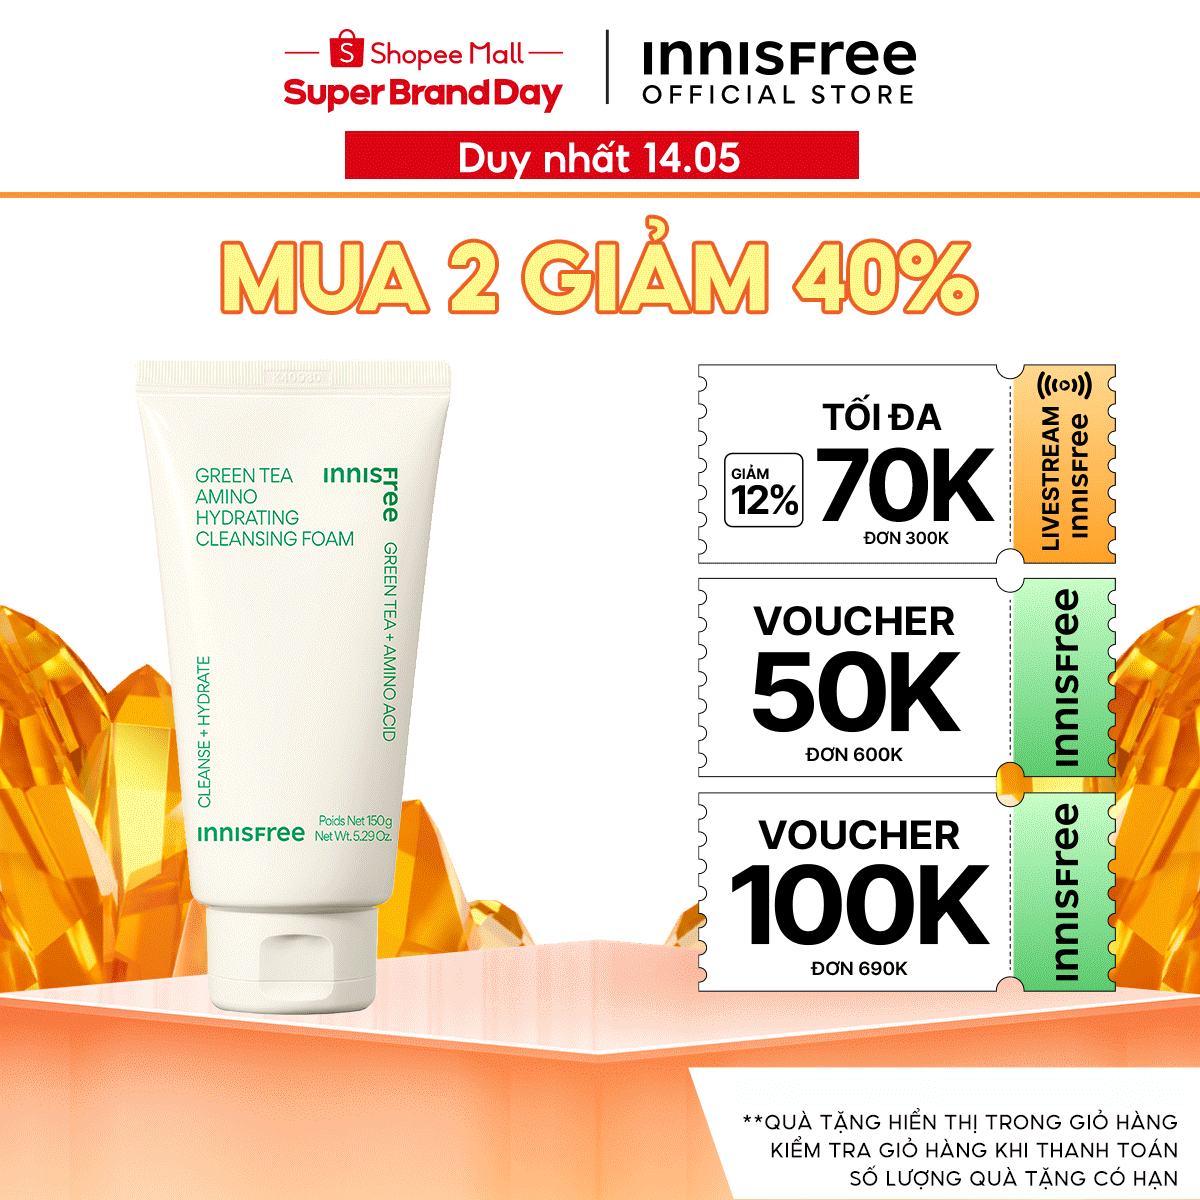 Shopee Mall
Super Brand Day
innisfree
OFFICIAL STORE
Duy nhất 14.05
MUA 2 GIẢM 40%
GREEN TEA
AMINO
HYDRATING
CLEANSING FOAM
innisfree
GREEN TEA + AMINO ACID
CLEANSE + HYDRATE
innisfree
Poids Net 150g
Net Wt. 5.29 Oz.
TỐI ĐA
GIẢM
12%
70K
ĐƠN 300K
LIVESTREAM
innisfree
VOUCHER
50K
ĐƠN 600K
innisfree
VOUCHER
100K
ĐƠN 690K
innisfree
**QUÀ TẶNG HIỂN THỊ TRONG GIỎ HÀNG
KIỂM TRA GIỎ HÀNG KHI THANH TOÁN
SỐ LƯỢNG QUÀ TẶNG CÓ HẠN